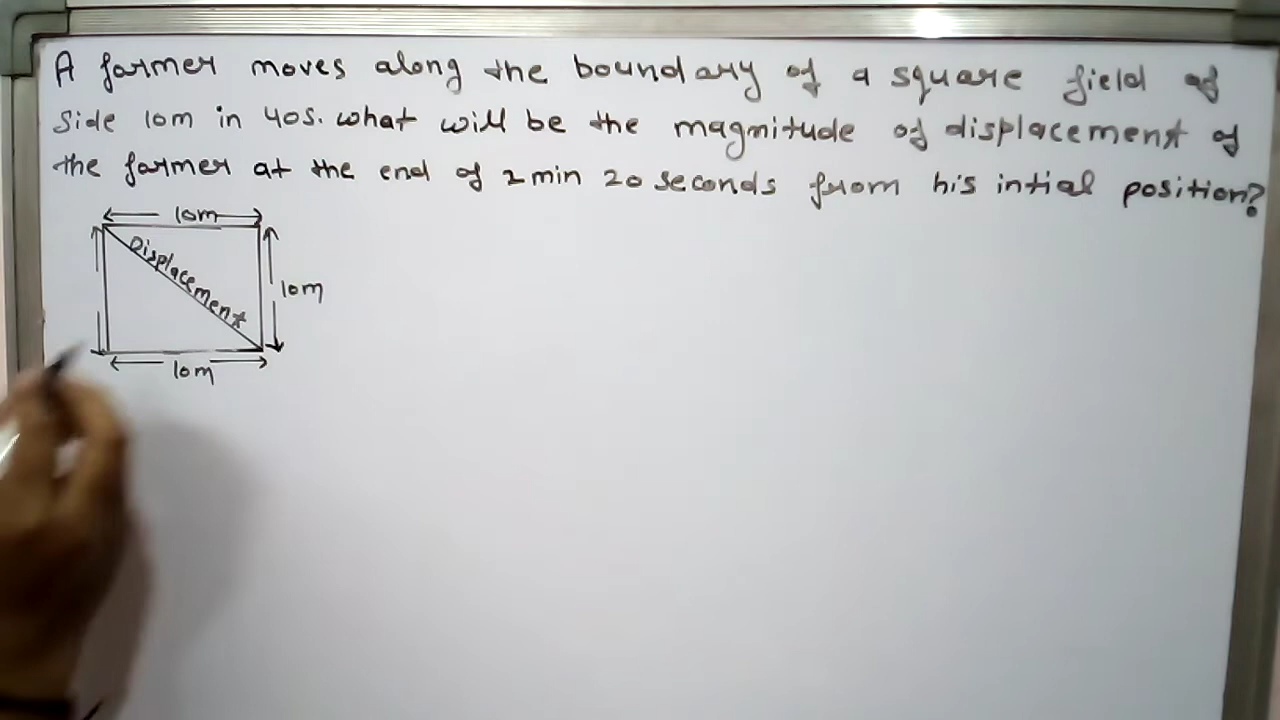 A farmer moves along the boundary of a square field of
side 10m in 40s. what will be the magnitude of displacement of
the farmer at the end of 2 min 20 seconds from his intial position?
10m
Displacement
10m
10m